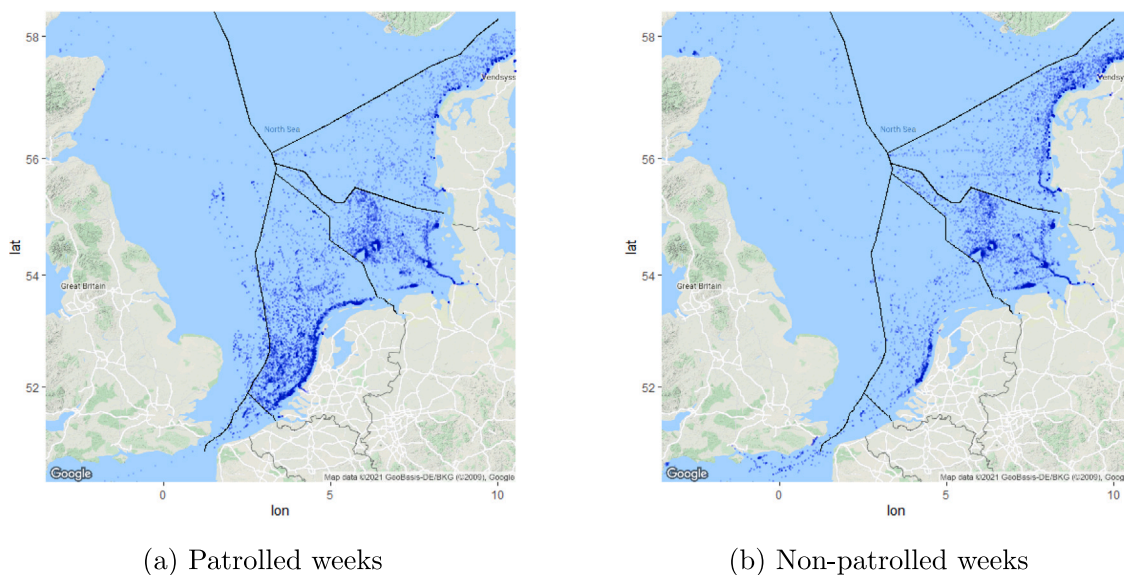 58
56
54
52
lat
North Sea
Vendsyss
Great Britain
Google
Map data ©2021 GeoBasis-DE/BKG (©2009), Google
0
5
10
lon
(a) Patrolled weeks
58
56
54
52
lat
North Sea
Vendsyss
Great Britain
Google
Map data ©2021 GeoBasis-DE/BKG (©2009), Google
0
5
10
lon
(b) Non-patrolled weeks